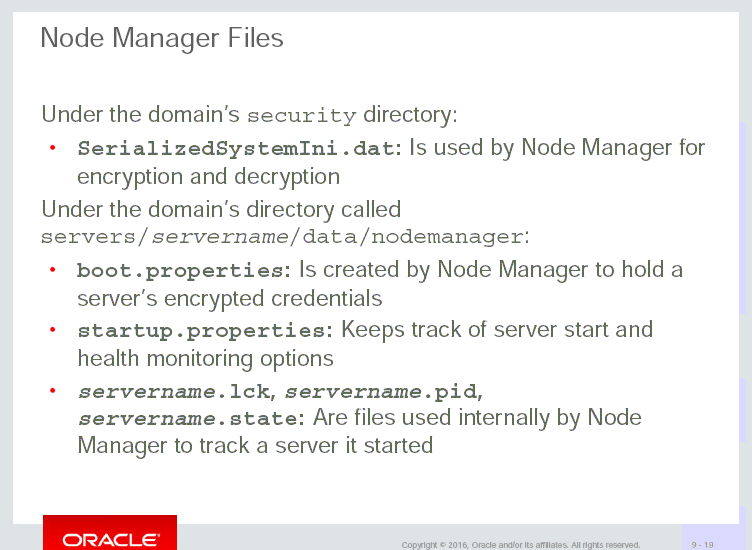 Node Manager Files
Under the domain's security directory:
• SerializedSystemIni.dat: Is used by Node Manager for
encryption and decryption
Under the domain's directory called
servers/servername/data/nodemanager:
• boot.properties: Is created by Node Manager to hold a
server's encrypted credentials
• startup.properties: Keeps track of server start and
health monitoring options
• servername.lck, servername.pid,
servername.state: Are files used internally by Node
Manager to track a server it started
ORACLE
Copyright © 2016, Oracle and/or its affiliates. All rights reserved.
9 - 19